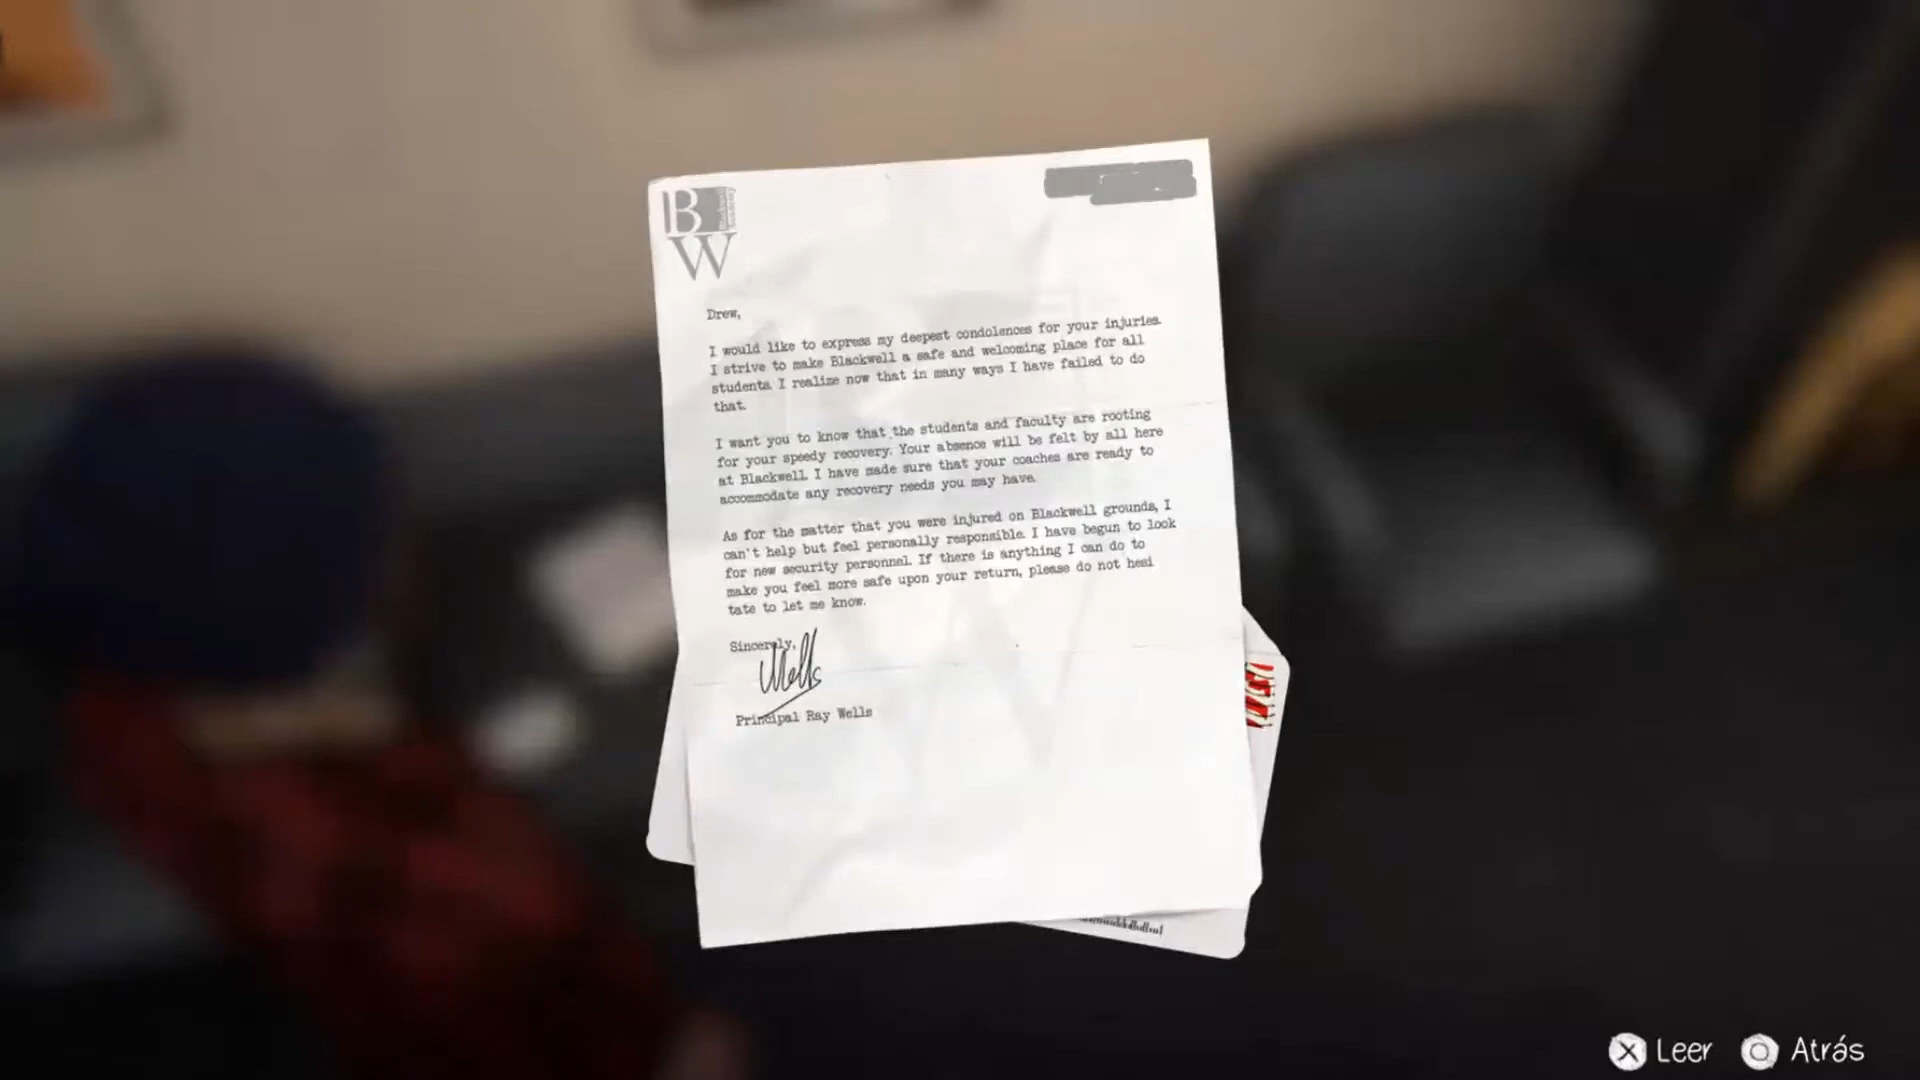 BW
Blackwell Academy
Drew,
I would like to express my deepest condolences for your injuries.
I strive to make Blackwell a safe and welcoming place for all
students. I realize now that in many ways I have failed to do
that.
I want you to know that the students and faculty are rooting
for your speedy recovery. Your absence will be felt by all here
at Blackwell. I have made sure that your coaches are ready to
accommodate any recovery needs you may have.
As for the matter that you were injured on Blackwell grounds, I
can't help but feel personally responsible. I have begun to look
for new security personnel. If there is anything I can do to
make you feel more safe upon your return, please do not hesi
tate to let me know.
Sincerely,
Wells
Principal Ray Wells
Leer
Atrás